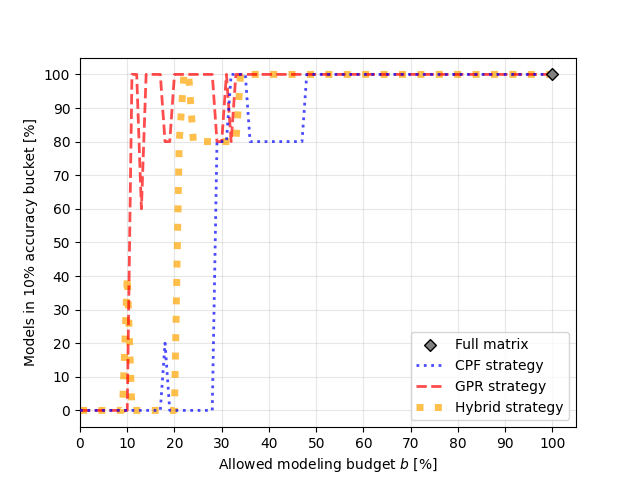 100
90
80
70
60
50
40
30
20
10
0
Models in 10% accuracy bucket [%]
Full matrix
CPF strategy
GPR strategy
Hybrid strategy
0 10 20 30 40 50 60 70 80 90 100
Allowed modeling budget b [%]